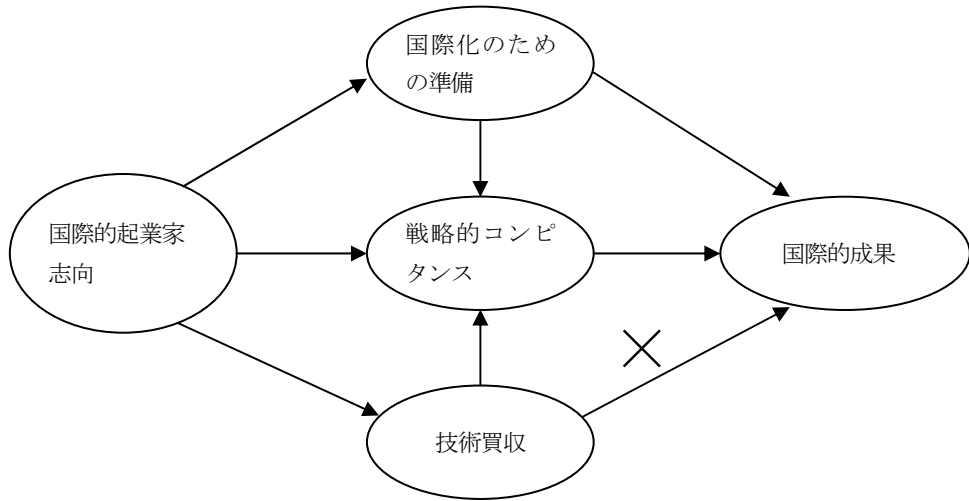 国際化のため
の準備
国際的起業家
志向
戦略的コンピ
タンス
国際的成果
技術買収